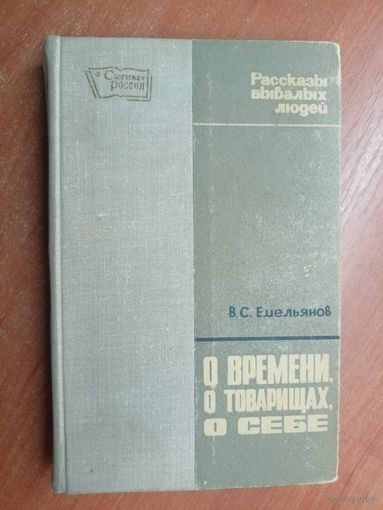 Советская
Россия
Рассказы
бывалых
людей
В.С. Емельянов
О ВРЕМЕНИ,
О ТОВАРИЩАХ,
О СЕБЕ